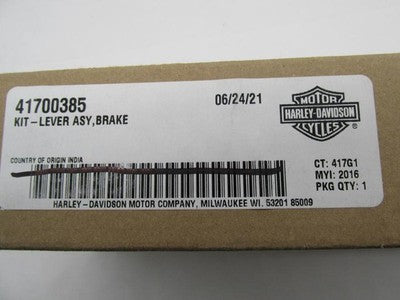 41700385 06/24/21
KIT-LEVER ASY,BRAKE
MOTOR
HARLEY-DAVIDSON
CYCLES
COUNTRY OF ORIGIN INDIA
CT: 417G1
MYI: 2016
PKG QTY: 1
HARLEY-DAVIDSON MOTOR COMPANY, MILWAUKEE WI. 53201 85009